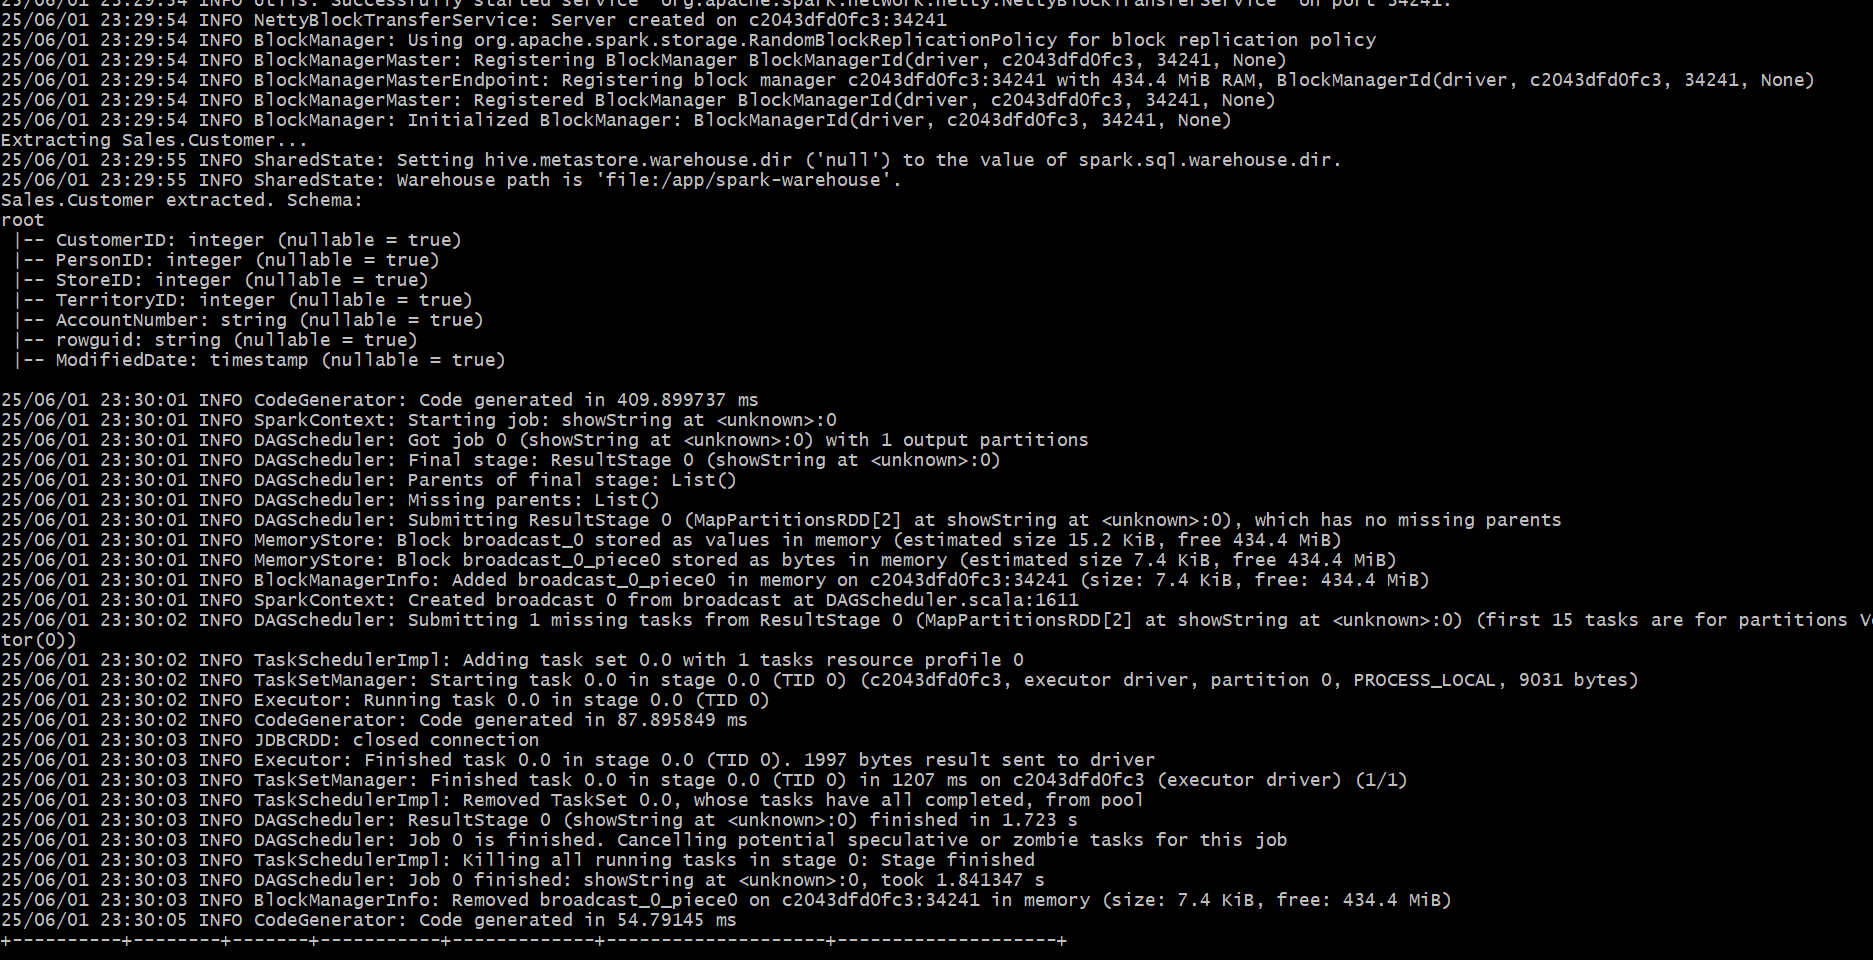 25/06/01 23:29:54 INFO Utils: Successfully started service 'org.apache.spark.network.netty.NettyBlockTransferService' on port 34241.
25/06/01 23:29:54 INFO NettyBlockTransferService: Server created on c2043dfd0fc3:34241
25/06/01 23:29:54 INFO BlockManager: Using org.apache.spark.storage.RandomBlockReplicationPolicy for block replication policy
25/06/01 23:29:54 INFO BlockManagerMaster: Registering BlockManager BlockManagerId(driver, c2043dfd0fc3, 34241, None)
25/06/01 23:29:54 INFO BlockManagerMasterEndpoint: Registering block manager c2043dfd0fc3:34241 with 434.4 MiB RAM, BlockManagerId(driver, c2043dfd0fc3, 34241, None)
25/06/01 23:29:54 INFO BlockManagerMaster: Registered BlockManager BlockManagerId(driver, c2043dfd0fc3, 34241, None)
25/06/01 23:29:54 INFO BlockManager: Initialized BlockManager: BlockManagerId(driver, c2043dfd0fc3, 34241, None)
Extracting Sales.Customer...
25/06/01 23:29:55 INFO SharedState: Setting hive.metastore.warehouse.dir ('null') to the value of spark.sql.warehouse.dir.
25/06/01 23:29:55 INFO SharedState: Warehouse path is 'file:/app/spark-warehouse'.
Sales.Customer extracted. Schema:
root
 |-- CustomerID: integer (nullable = true)
 |-- PersonID: integer (nullable = true)
 |-- StoreID: integer (nullable = true)
 |-- TerritoryID: integer (nullable = true)
 |-- AccountNumber: string (nullable = true)
 |-- rowguid: string (nullable = true)
 |-- ModifiedDate: timestamp (nullable = true)
25/06/01 23:30:01 INFO CodeGenerator: Code generated in 409.899737 ms
25/06/01 23:30:01 INFO SparkContext: Starting job: showString at <unknown>:0
25/06/01 23:30:01 INFO DAGScheduler: Got job 0 (showString at <unknown>:0) with 1 output partitions
25/06/01 23:30:01 INFO DAGScheduler: Final stage: ResultStage 0 (showString at <unknown>:0)
25/06/01 23:30:01 INFO DAGScheduler: Parents of final stage: List()
25/06/01 23:30:01 INFO DAGScheduler: Missing parents: List()
25/06/01 23:30:01 INFO DAGScheduler: Submitting ResultStage 0 (MapPartitionsRDD[2] at showString at <unknown>:0), which has no missing parents
25/06/01 23:30:01 INFO MemoryStore: Block broadcast_0 stored as values in memory (estimated size 15.2 KiB, free 434.4 MiB)
25/06/01 23:30:01 INFO MemoryStore: Block broadcast_0_piece0 stored as bytes in memory (estimated size 7.4 KiB, free 434.4 MiB)
25/06/01 23:30:01 INFO BlockManagerInfo: Added broadcast_0_piece0 in memory on c2043dfd0fc3:34241 (size: 7.4 KiB, free: 434.4 MiB)
25/06/01 23:30:01 INFO SparkContext: Created broadcast 0 from broadcast at DAGScheduler.scala:1611
25/06/01 23:30:02 INFO DAGScheduler: Submitting 1 missing tasks from ResultStage 0 (MapPartitionsRDD[2] at showString at <unknown>:0) (first 15 tasks are for partitions Vec
tor(0))
25/06/01 23:30:02 INFO TaskSchedulerImpl: Adding task set 0.0 with 1 tasks resource profile 0
25/06/01 23:30:02 INFO TaskSetManager: Starting task 0.0 in stage 0.0 (TID 0) (c2043dfd0fc3, executor driver, partition 0, PROCESS_LOCAL, 9031 bytes)
25/06/01 23:30:02 INFO Executor: Running task 0.0 in stage 0.0 (TID 0)
25/06/01 23:30:02 INFO CodeGenerator: Code generated in 87.895849 ms
25/06/01 23:30:03 INFO JDBCRDD: closed connection
25/06/01 23:30:03 INFO Executor: Finished task 0.0 in stage 0.0 (TID 0). 1997 bytes result sent to driver
25/06/01 23:30:03 INFO TaskSetManager: Finished task 0.0 in stage 0.0 (TID 0) in 1207 ms on c2043dfd0fc3 (executor driver) (1/1)
25/06/01 23:30:03 INFO TaskSchedulerImpl: Removed TaskSet 0.0, whose tasks have all completed, from pool
25/06/01 23:30:03 INFO DAGScheduler: ResultStage 0 (showString at <unknown>:0) finished in 1.723 s
25/06/01 23:30:03 INFO DAGScheduler: Job 0 is finished. Cancelling potential speculative or zombie tasks for this job
25/06/01 23:30:03 INFO TaskSchedulerImpl: Killing all running tasks in stage 0: Stage finished
25/06/01 23:30:03 INFO DAGScheduler: Job 0 finished: showString at <unknown>:0, took 1.841347 s
25/06/01 23:30:03 INFO BlockManagerInfo: Removed broadcast_0_piece0 on c2043dfd0fc3:34241 in memory (size: 7.4 KiB, free: 434.4 MiB)
25/06/01 23:30:05 INFO CodeGenerator: Code generated in 54.79145 ms
+----------+--------+-------+-----------+-------------+--------------------+--------------------+